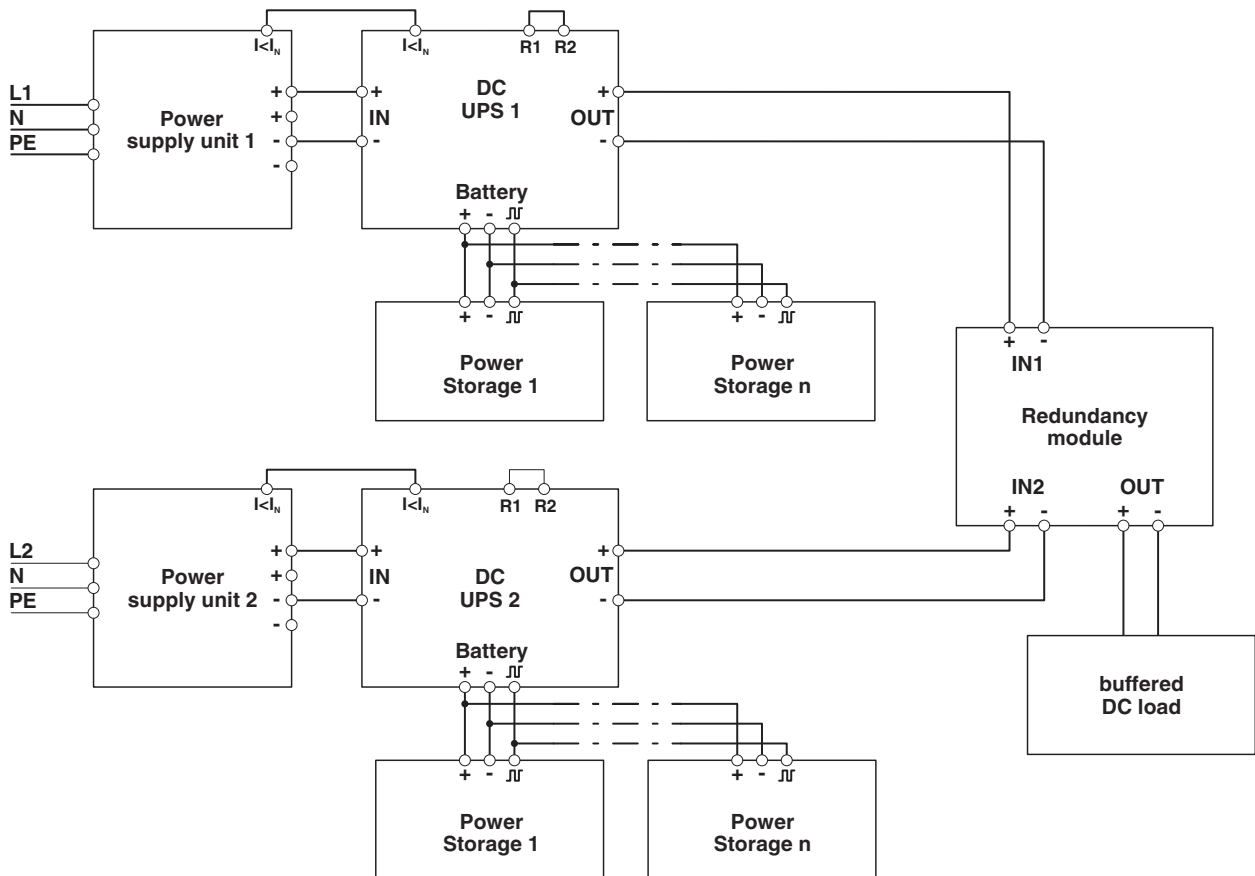 I<IN I<IN R1 R2
L1
N
PE
Power
supply unit 1
+
+
-
-
+
IN
-
DC
UPS 1
+
OUT
-
Battery
+ -
+ -
Power
Storage 1
+ -
Power
Storage n
+ -
IN1
Redundancy
module
IN2 OUT
+ - + -
I<IN I<IN R1 R2
L2
N
PE
Power
supply unit 2
+
+
-
-
+
IN
-
DC
UPS 2
+
OUT
-
Battery
+ -
+ -
Power
Storage 1
+ -
Power
Storage n
buffered
DC load